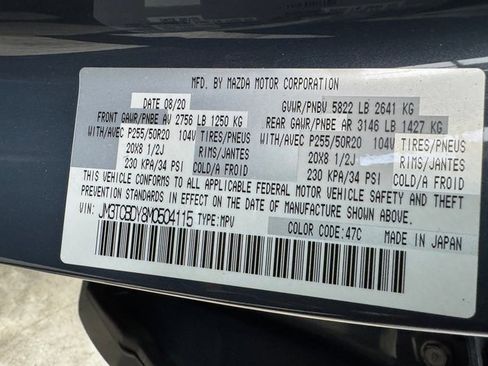 MFD. BY MAZDA MOTOR CORPORATION
DATE 08/20 GVWR/PNBV 5822 LB 2641 KG
FRONT GAWR/PNBE AV 2756 LB 1250 KG REAR GAWR/PNBE AR 3146 LB 1427 KG
WITH/AVEC P255/50R20 104V TIRES/PNEUS WITH/AVEC P255/50R20 104V TIRES/PNEUS
20X8 1/2J RIMS/JANTES 20X8 1/2J RIMS/JANTES
230 KPA/34 PSI COLD/A FROID 230 KPA/34 PSI COLD/A FROID
THIS VEHICLE CONFORMS TO ALL APPLICABLE FEDERAL MOTOR VEHICLE SAFETY AND THEFT
PREVENTION STANDARDS IN EFFECT ON THE DATE OF MANUFACTURE SHOWN ABOVE.
VIN: JM3TCBDY8M0504115 TYPE:MPV COLOR CODE:47C MADE IN JAPAN